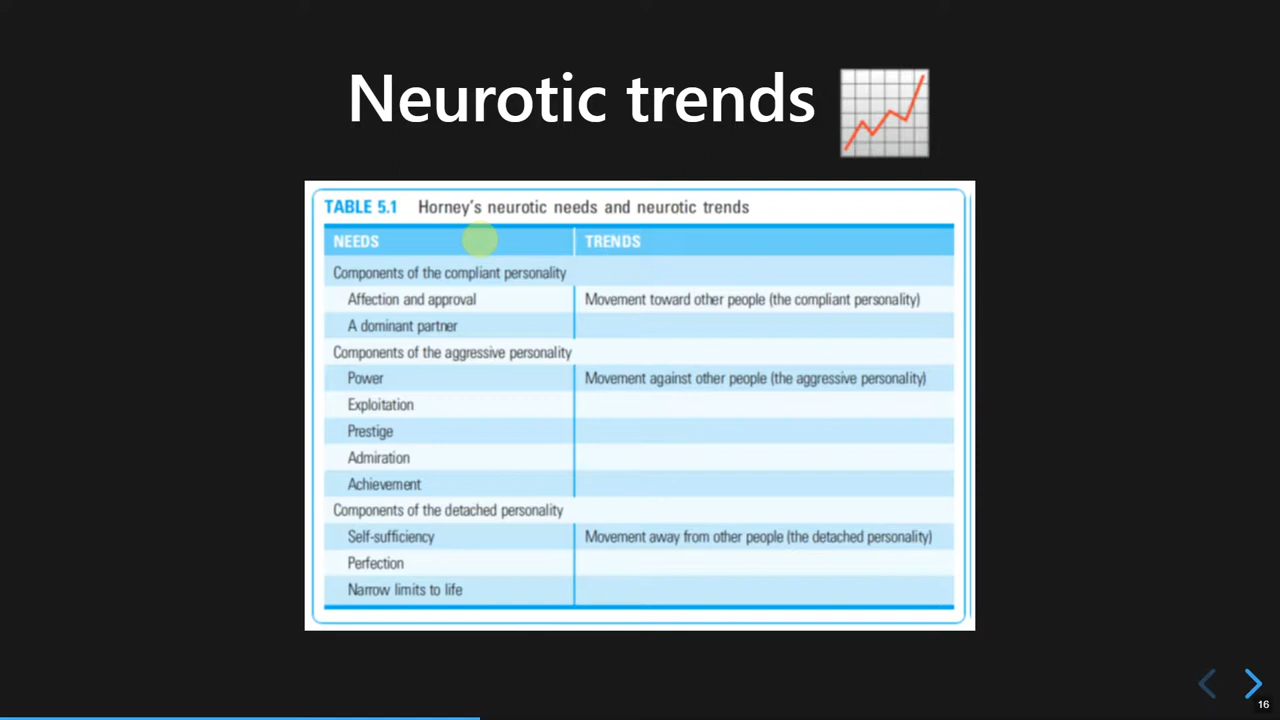 Neurotic trends
TABLE 5.1 Horney's neurotic needs and neurotic trends
NEEDS TRENDS
Components of the compliant personality
Affection and approval Movement toward other people (the compliant personality)
A dominant partner
Components of the aggressive personality
Power Movement against other people (the aggressive personality)
Exploitation
Prestige
Admiration
Achievement
Components of the detached personality
Self-sufficiency Movement away from other people (the detached personality)
Perfection
Narrow limits to life
16